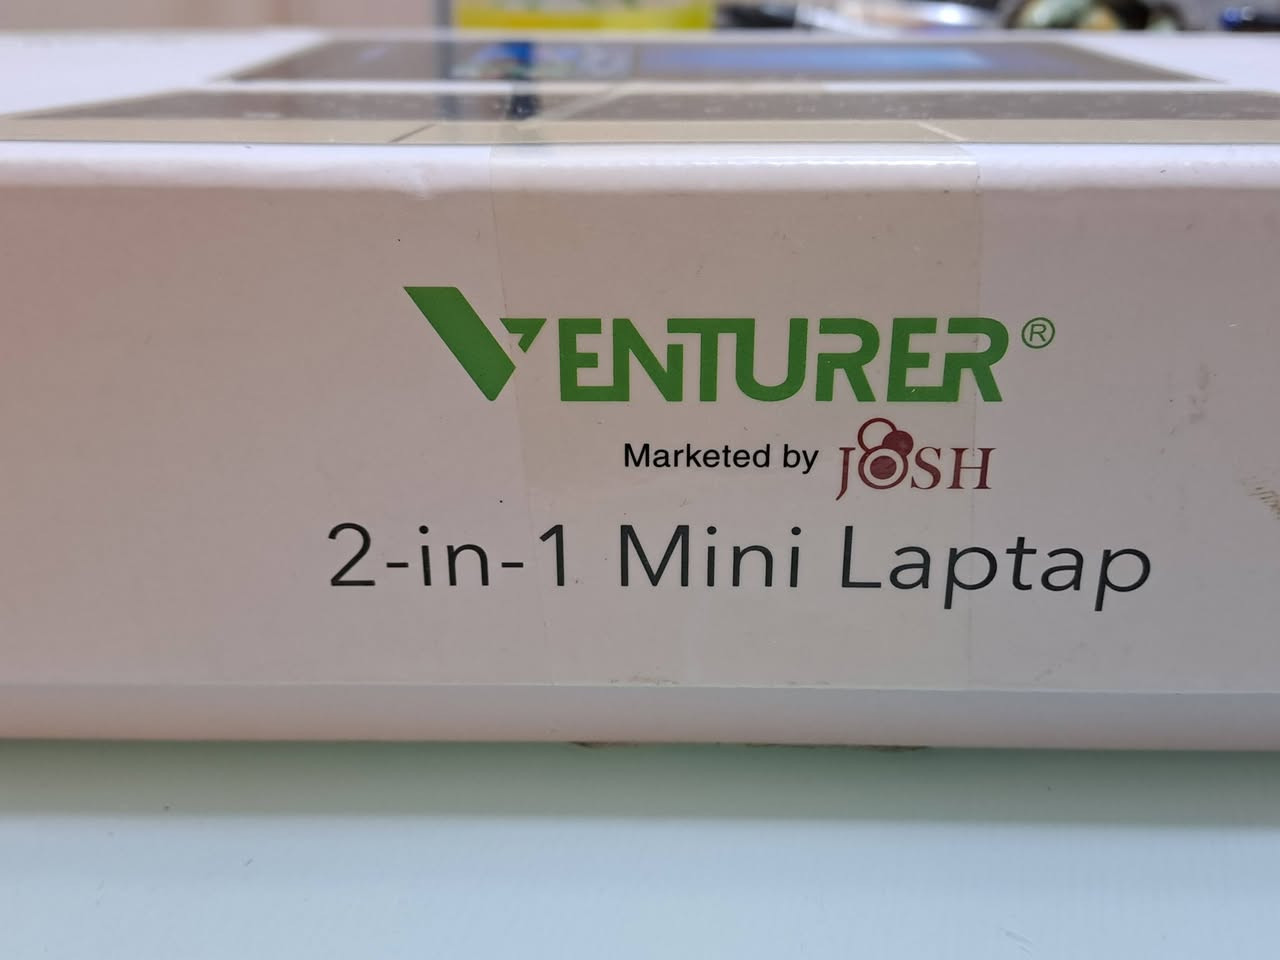 VENTURER®
Marketed by JOSH
2-in-1 Mini Laptap